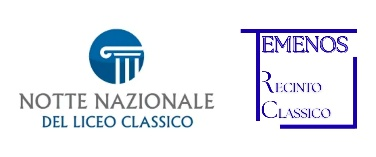 NOTTE NAZIONALE
DEL LICEO CLASSICO
TEMENOS
RECINTO
CLASSICO